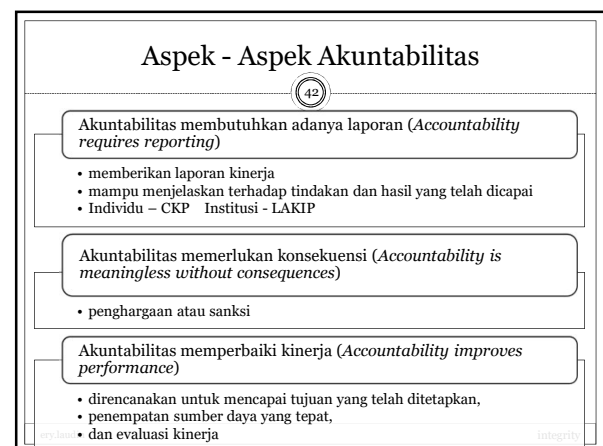 Aspek - Aspek Akuntabilitas
42
Akuntabilitas membutuhkan adanya laporan (Accountability
requires reporting)
• memberikan laporan kinerja
• mampu menjelaskan terhadap tindakan dan hasil yang telah dicapai
• Individu – CKP Institusi - LAKIP
Akuntabilitas memerlukan konsekuensi (Accountability is
meaningless without consequences)
• penghargaan atau sanksi
Akuntabilitas memperbaiki kinerja (Accountability improves
performance)
• direncanakan untuk mencapai tujuan yang telah ditetapkan,
• penempatan sumber daya yang tepat,
• dan evaluasi kinerja
integrity